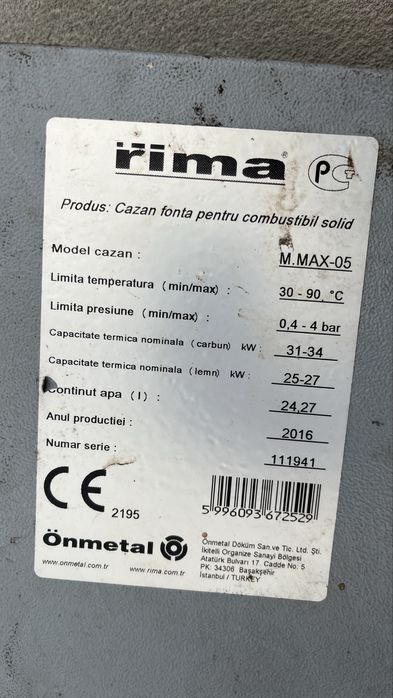 rima ®
PCT
Produs: Cazan fonta pentru combustibil solid
Model cazan : M.MAX-05
Limita temperatura (min/max) : 30 - 90, °C
Limita presiune (min/max) : 0,4 - 4 bar
Capacitate termica nominala (carbun) kW : 31-34
Capacitate termica nominala (lemn) kW : 25-27
Continut apa (l) : 24,27
Anul productiei : 2016
Numar serie : 111941
CE 2195
5 996093 672529
Önmetal
www.onmetal.com.tr www.rima.com.tr
Önmetal Döküm San.ve Tic. Ltd. Şti.
İkitelli Organize Sanayi Bölgesi
Atatürk Bulvarı 17. Cadde No: 5
PK: 34306 Başakşehir
İstanbul / TURKEY